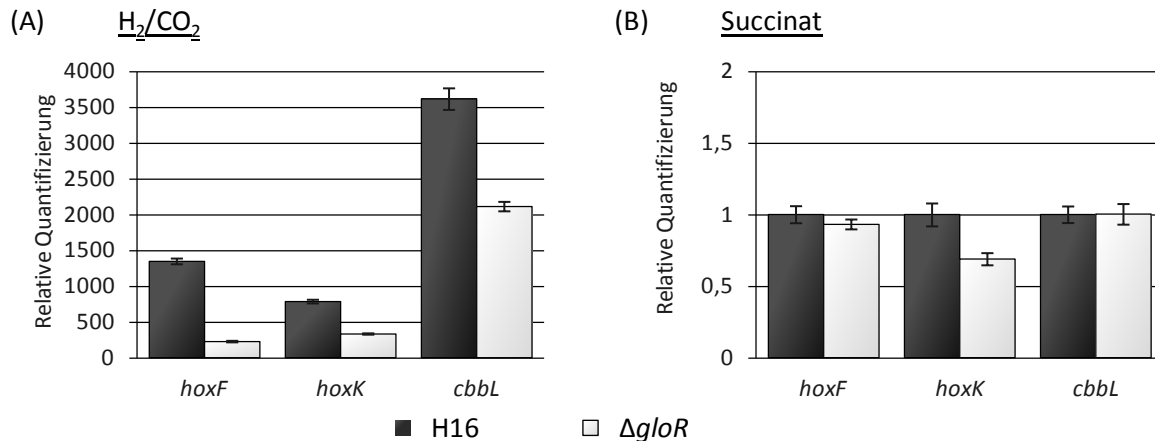 (A) H2/CO2
Relative Quantifizierung
4000
3500
3000
2500
2000
1500
1000
500
0
hoxF hoxK cbbL
(B) Succinat
Relative Quantifizierung
2
1,5
1
0,5
0
hoxF hoxK cbbL
H16 ΔgloR